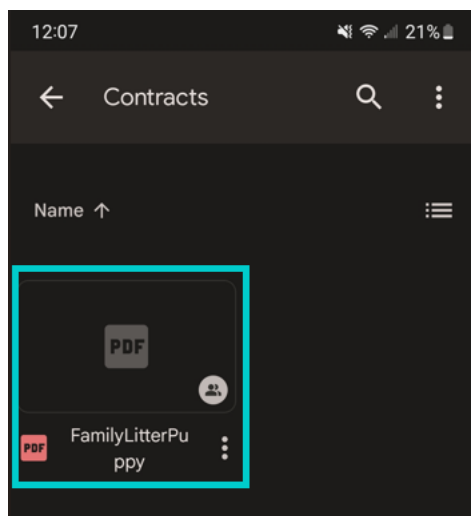 12:07
21%
Contracts
Name
PDF
PDF
FamilyLitterPu
ppy